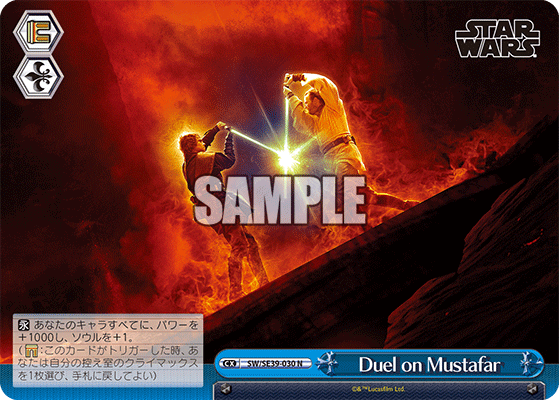 STAR
WARS®
SAMPLE
永 あなたのキャラすべてに、パワーを
+1000し、ソウルを+1。
(：このカードがトリガーした時、あ
なたは自分の控え室のクライマックス
を1枚選び、手札に戻してよい)
CX SW/SE39-030 N Duel on Mustafar
©&™Lucasfilm Ltd.